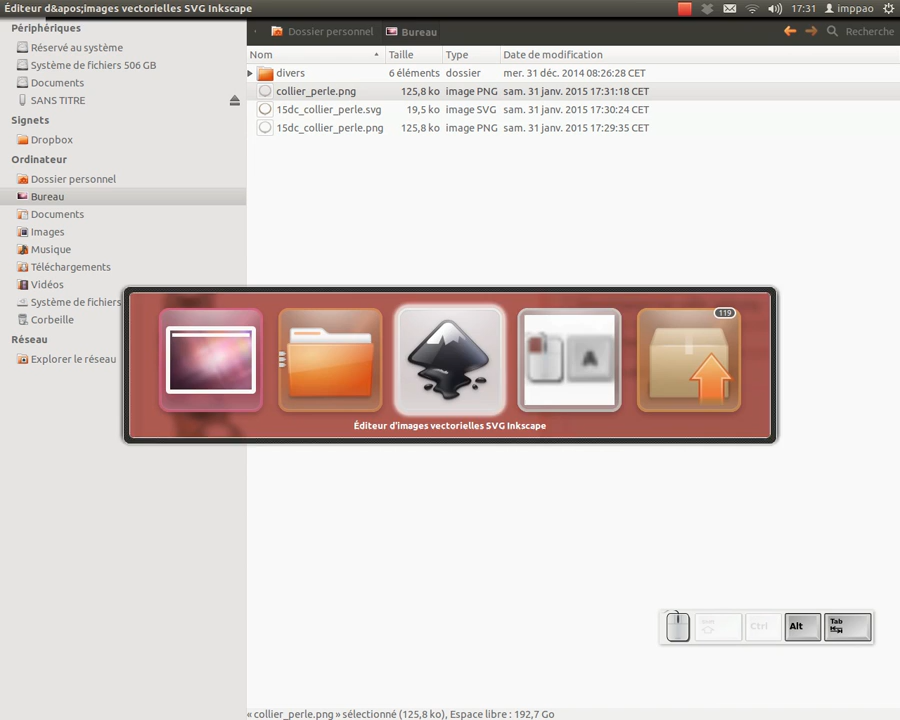 Éditeur d&apos;images vectorielles SVG Inkscape 17:31 imppao
Périphériques
Réservé au système
Système de fichiers 506 GB
Documents
SANS TITRE
Signets
Dropbox
Ordinateur
Dossier personnel
Bureau
Documents
Images
Musique
Téléchargements
Vidéos
Système de fichiers
Corbeille
Réseau
Explorer le réseau
Dossier personnel Bureau Recherche
Nom Taille Type Date de modification
divers 6 éléments dossier mer. 31 déc. 2014 08:26:28 CET
collier_perle.png 125,8 ko image PNG sam. 31 janv. 2015 17:31:18 CET
15dc_collier_perle.svg 19,5 ko image SVG sam. 31 janv. 2015 17:30:24 CET
15dc_collier_perle.png 125,8 ko image PNG sam. 31 janv. 2015 17:29:35 CET
A 119
Éditeur d'images vectorielles SVG Inkscape
Ctrl Alt Tab
« collier_perle.png » sélectionné (125,8 ko), Espace libre : 192,7 Go